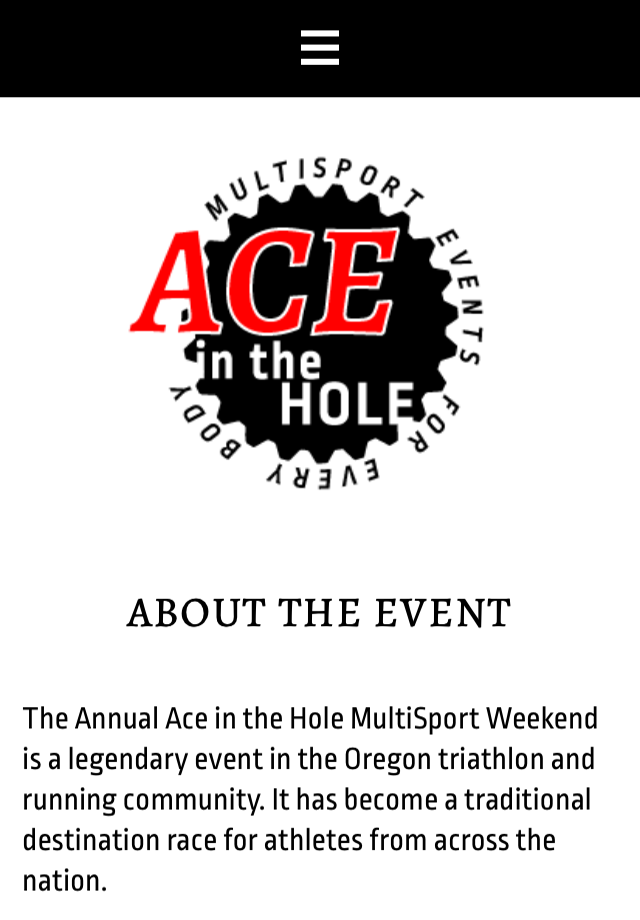 MULTISPORT EVENTS FOR EVERY BODY
ACE
in the
HOLE
ABOUT THE EVENT
The Annual Ace in the Hole MultiSport Weekend
is a legendary event in the Oregon triathlon and
running community. It has become a traditional
destination race for athletes from across the
nation.